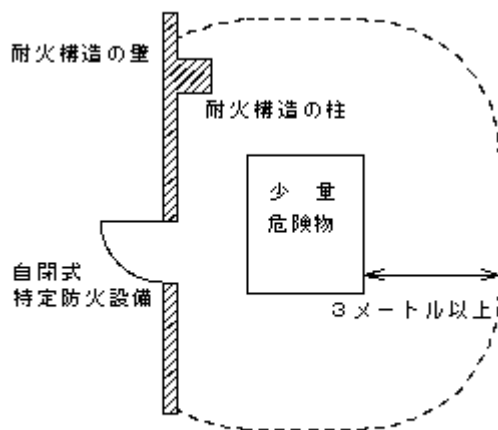 耐火構造の壁
耐火構造の柱
少量
危険物
自閉式
特定防火設備
3メートル以上